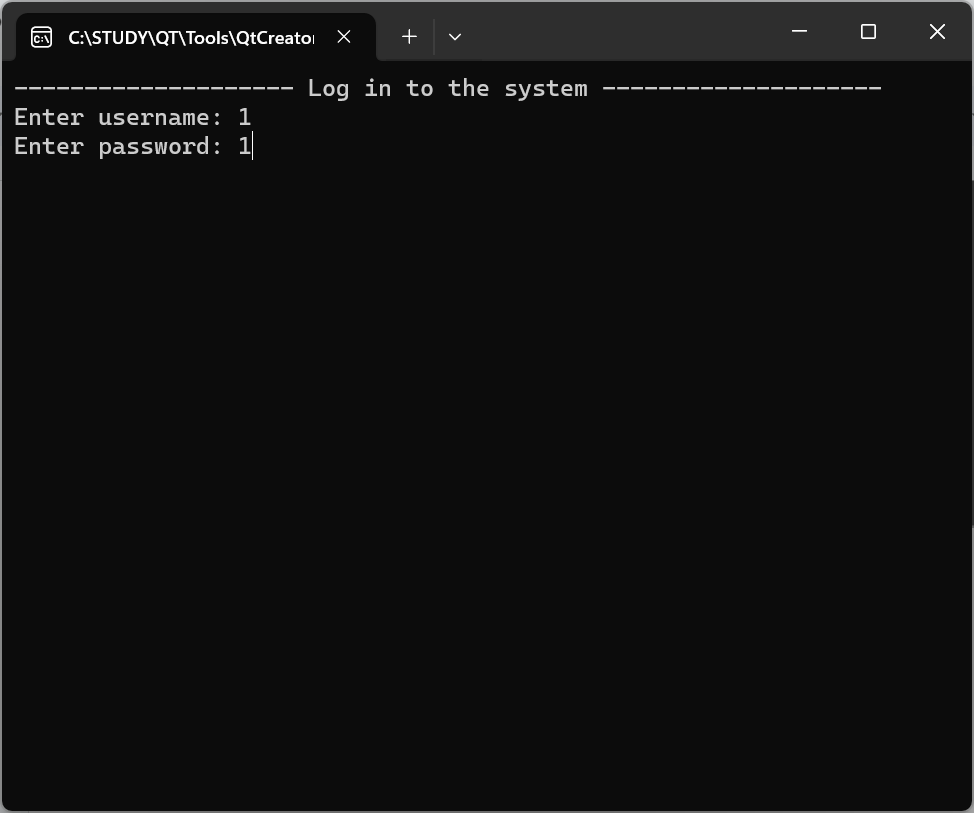 C:\STUDY\QT\Tools\QtCreator
-------------------- Log in to the system --------------------
Enter username: 1
Enter password: 1